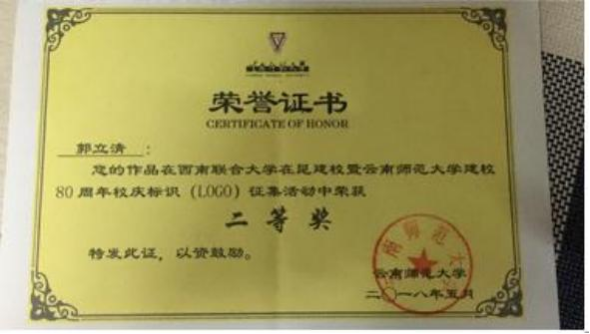 荣誉证书
CERTIFICATE OF HONOR
郭立清：
您的作品在西南联合大学在昆建校暨云南师范大学建校
80周年校庆标识（LOGO）征集活动中荣获
二等奖
特发此证，以资鼓励。
云南师范大学
二〇一八年五月